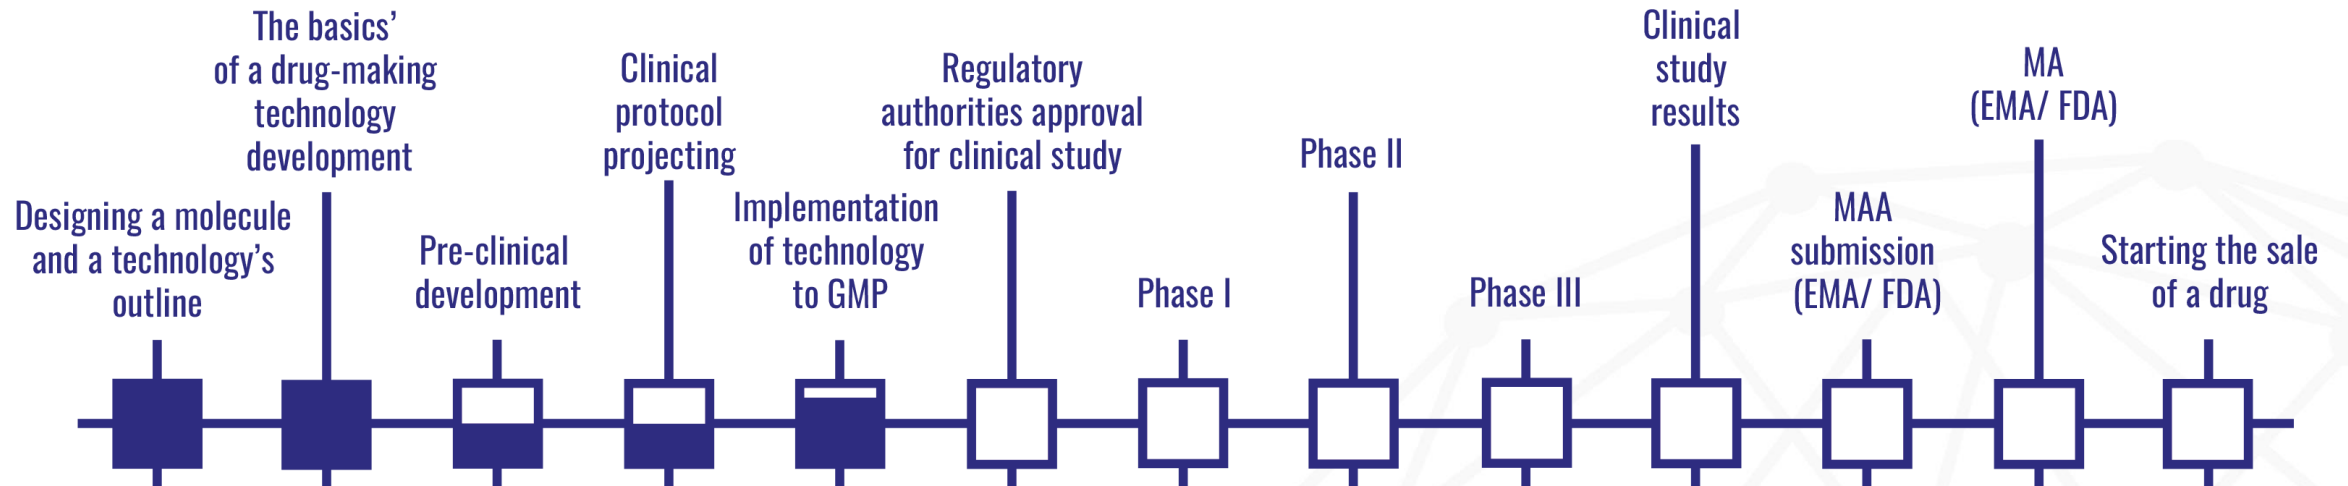 Designing a molecule
and a technology’s
outline
The basics’
of a drug-making
technology
development
Pre-clinical
development
Clinical
protocol
projecting
Implementation
of technology
to GMP
Regulatory
authorities approval
for clinical study
Phase I
Phase II
Phase III
Clinical
study
results
MAA
submission
(EMA/ FDA)
MA
(EMA/ FDA)
Starting the sale
of a drug